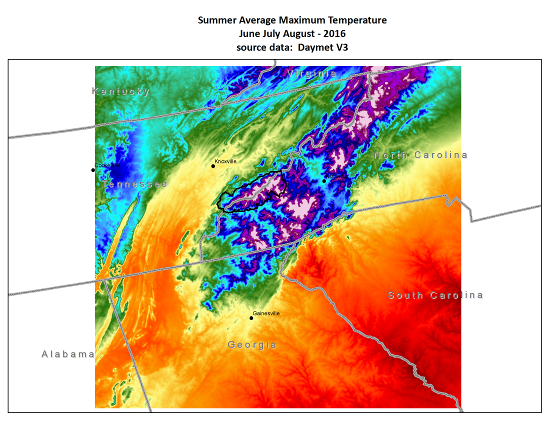 Summer Average Maximum Temperature
June July August - 2016
source data: Daymet V3
Virginia
Kentucky
Knoxville
North Carolina
Tennessee
South Carolina
Gainesville
Georgia
Alabama